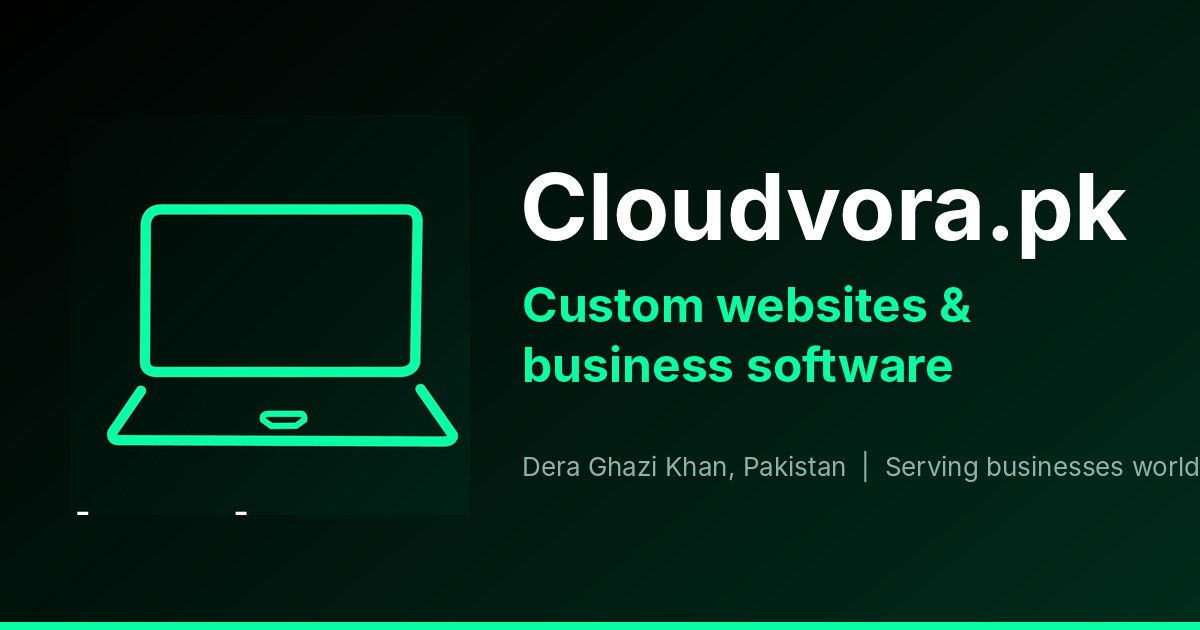 Cloudvora.pk
Custom websites &
business software
Dera Ghazi Khan, Pakistan | Serving businesses world